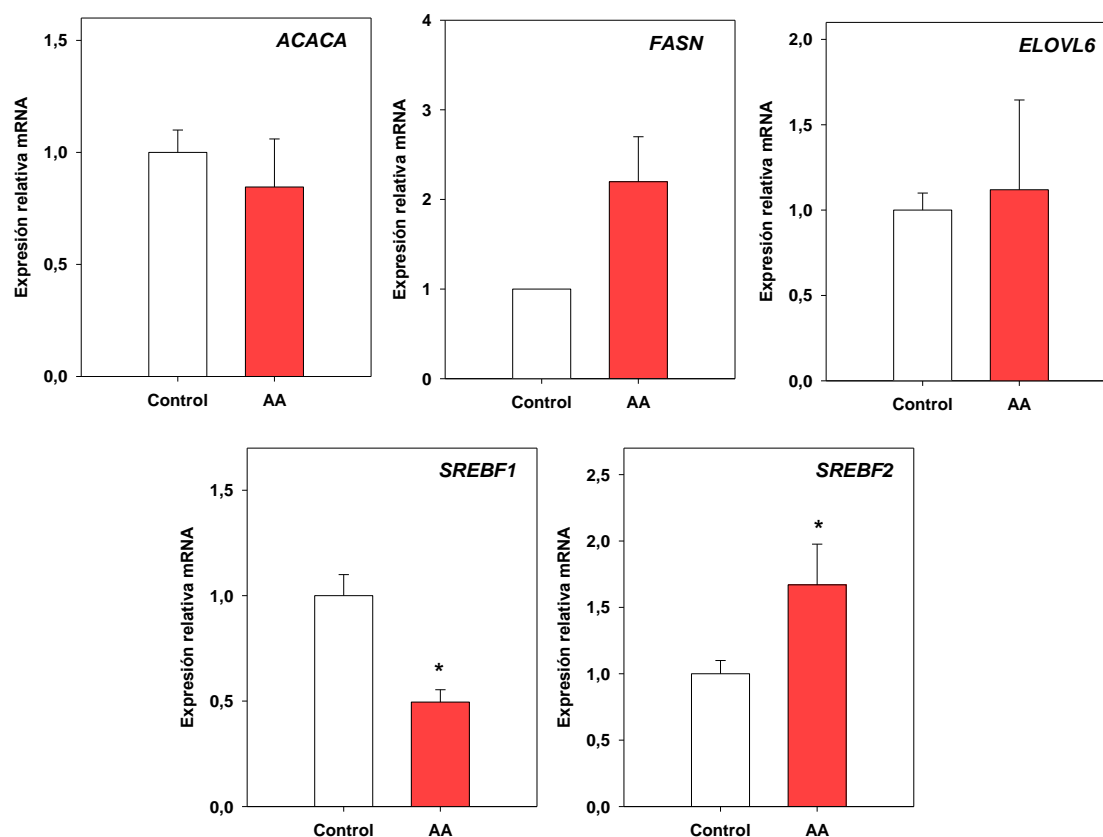 ACACA
Expresión relativa mRNA
1,5
1,0
0,5
0,0
Control
AA
FASN
Expresión relativa mRNA
4
3
2
1
0
Control
AA
ELOVL6
Expresión relativa mRNA
2,0
1,5
1,0
0,5
0,0
Control
AA
SREBF1
Expresión relativa mRNA
1,5
1,0
0,5
0,0
*
Control
AA
SREBF2
Expresión relativa mRNA
2,5
2,0
1,5
1,0
0,5
0,0
*
Control
AA